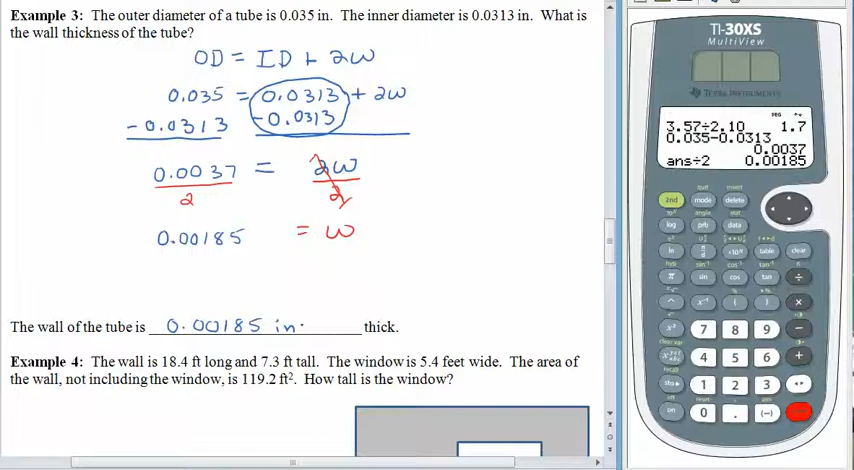 Example 3: The outer diameter of a tube is 0.035 in. The inner diameter is 0.0313 in. What is
the wall thickness of the tube?
OD = ID + 2w
0.035 = 0.0313 + 2w
-0.0313 -0.0313
0.0037 = 2w
2 2
0.00185 = w
The wall of the tube is 0.00185 in. thick.
Example 4: The wall is 18.4 ft long and 7.3 ft tall. The window is 5.4 feet wide. The area of
the wall, not including the window, is 119.2 ft². How tall is the window?
TI-30XS
MultiView
TEXAS INSTRUMENTS
3.57÷2.10 1.7
0.035-0.0313
0.0037
ans÷2 0.00185
2nd mode delete
log prb data
ln table clear
π sin cos tan ÷
^ ( ) ×
x² 7 8 9 −
4 5 6 +
sto▸ 1 2 3
on 0 . (−)